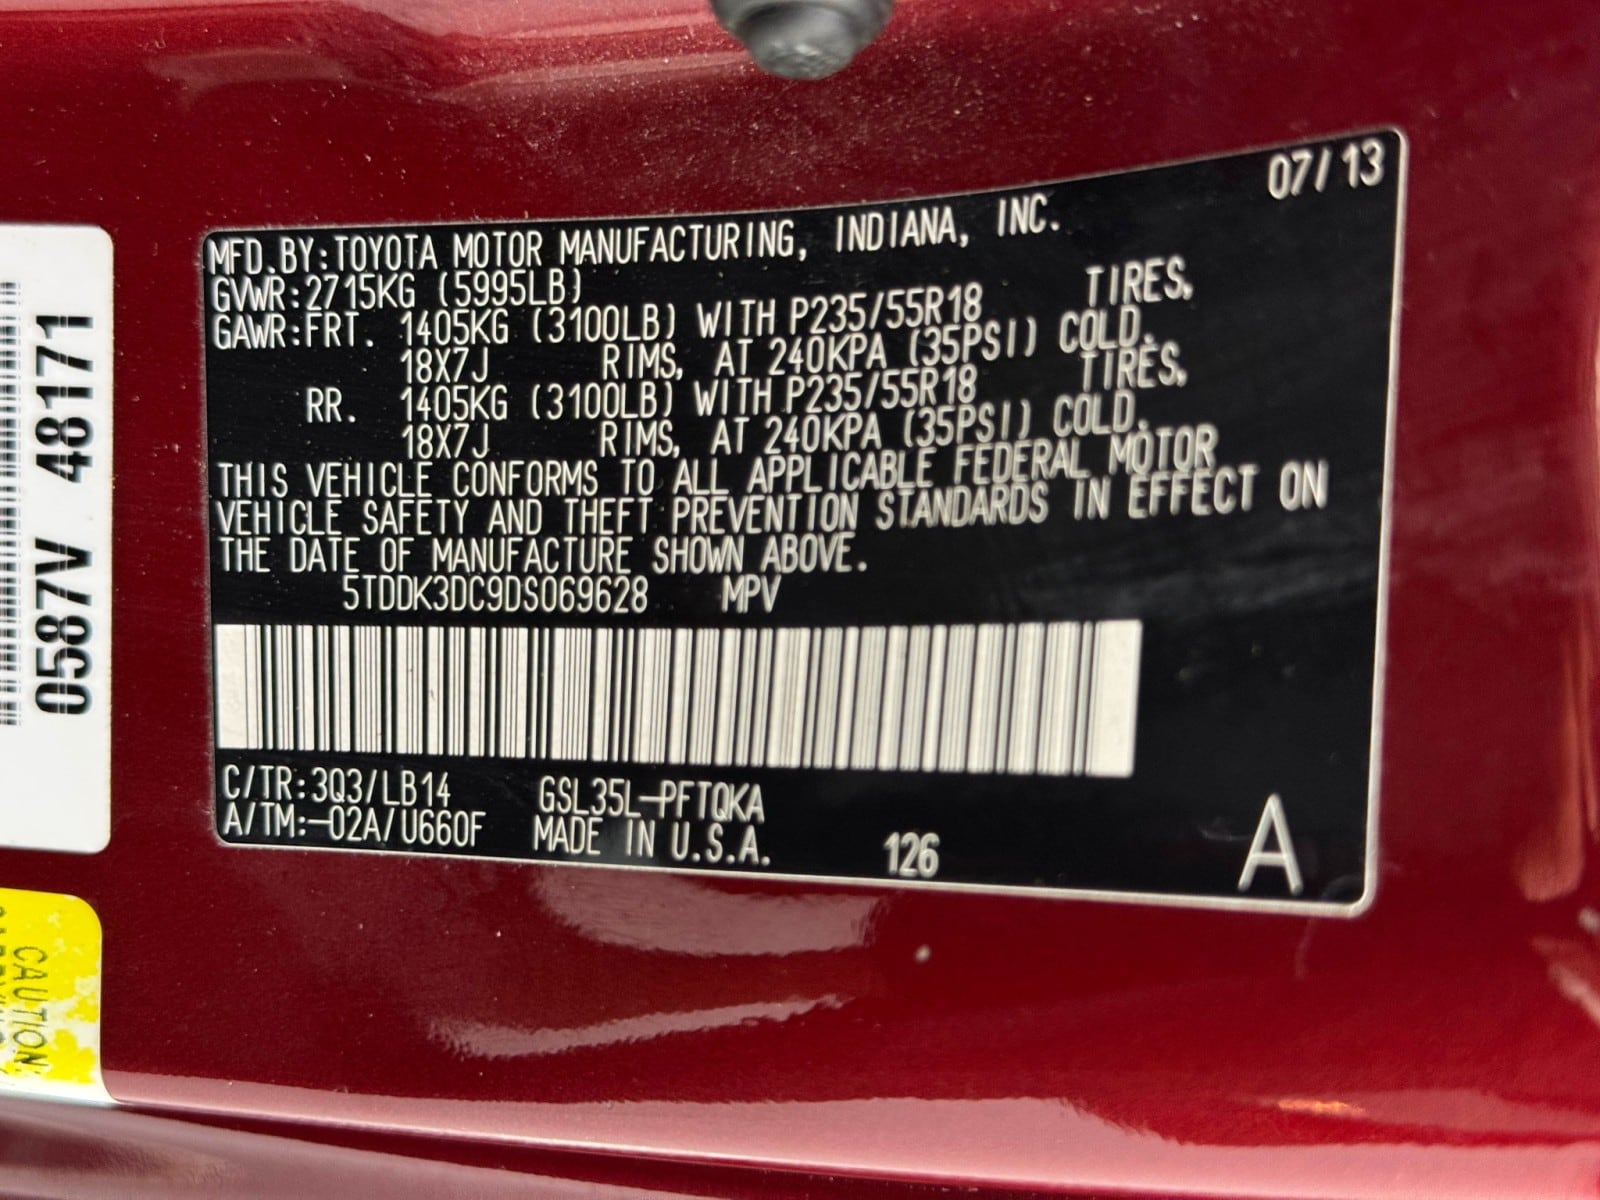 07/13
MFD.BY:TOYOTA MOTOR MANUFACTURING, INDIANA, INC.
GVWR:2715KG (5995LB)
GAWR:FRT. 1405KG (3100LB) WITH P235/55R18 TIRES,
18X7J RIMS, AT 240KPA (35PSI) COLD.
RR. 1405KG (3100LB) WITH P235/55R18 TIRES,
18X7J RIMS, AT 240KPA (35PSI) COLD.
THIS VEHICLE CONFORMS TO ALL APPLICABLE FEDERAL MOTOR
VEHICLE SAFETY AND THEFT PREVENTION STANDARDS IN EFFECT ON
THE DATE OF MANUFACTURE SHOWN ABOVE.
5TDDK3DC9DS069628 MPV
C/TR:3Q3/LB14 GSL35L-PFTQKA
A/TM:-02A/U660F MADE IN U.S.A. 126 A
0587V 48171
CAUTION